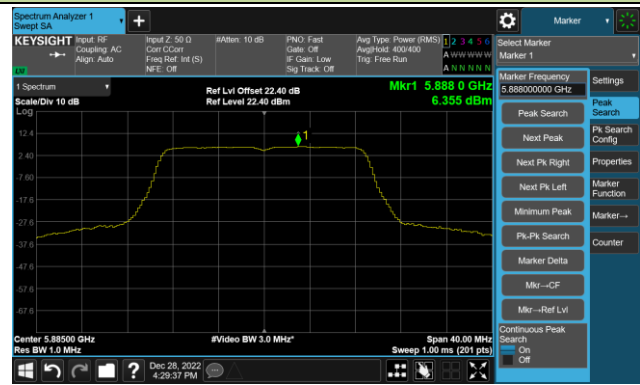 Spectrum Analyzer 1
Swept SA
Marker
KEYSIGHT
Input: RF
Coupling: AC
Align: Auto
Input Z: 50 Ω
Corr CCorr
Freq Ref: Int (S)
NFE: Off
#Atten: 10 dB
PNO: Fast
Gate: Off
IF Gain: Low
Sig Track: Off
Avg Type: Power (RMS)
Avg|Hold: 400/400
Trig: Free Run
1 2 3 4 5 6
A W W W W W
A N N N N N
Select Marker
Marker 1
LW
1 Spectrum
Scale/Div 10 dB
Log
Ref Lvl Offset 22.40 dB
Ref Level 22.40 dBm
Mkr1 5.888 0 GHz
6.355 dBm
1
12.4
2.40
-7.60
-17.6
-27.6
-37.6
-47.6
-57.6
-67.6
Center 5.88500 GHz
Res BW 1.0 MHz
#Video BW 3.0 MHz*
Span 40.00 MHz
Sweep 1.00 ms (201 pts)
Marker Frequency
5.888000000 GHz
Peak Search
Next Peak
Next Pk Right
Next Pk Left
Minimum Peak
Pk-Pk Search
Marker Delta
Mkr→CF
Mkr→Ref Lvl
Continuous Peak
Search
On
Off
Settings
Peak
Search
Pk Search
Config
Properties
Marker
Function
Marker→
Counter
?
Dec 28, 2022
4:29:37 PM